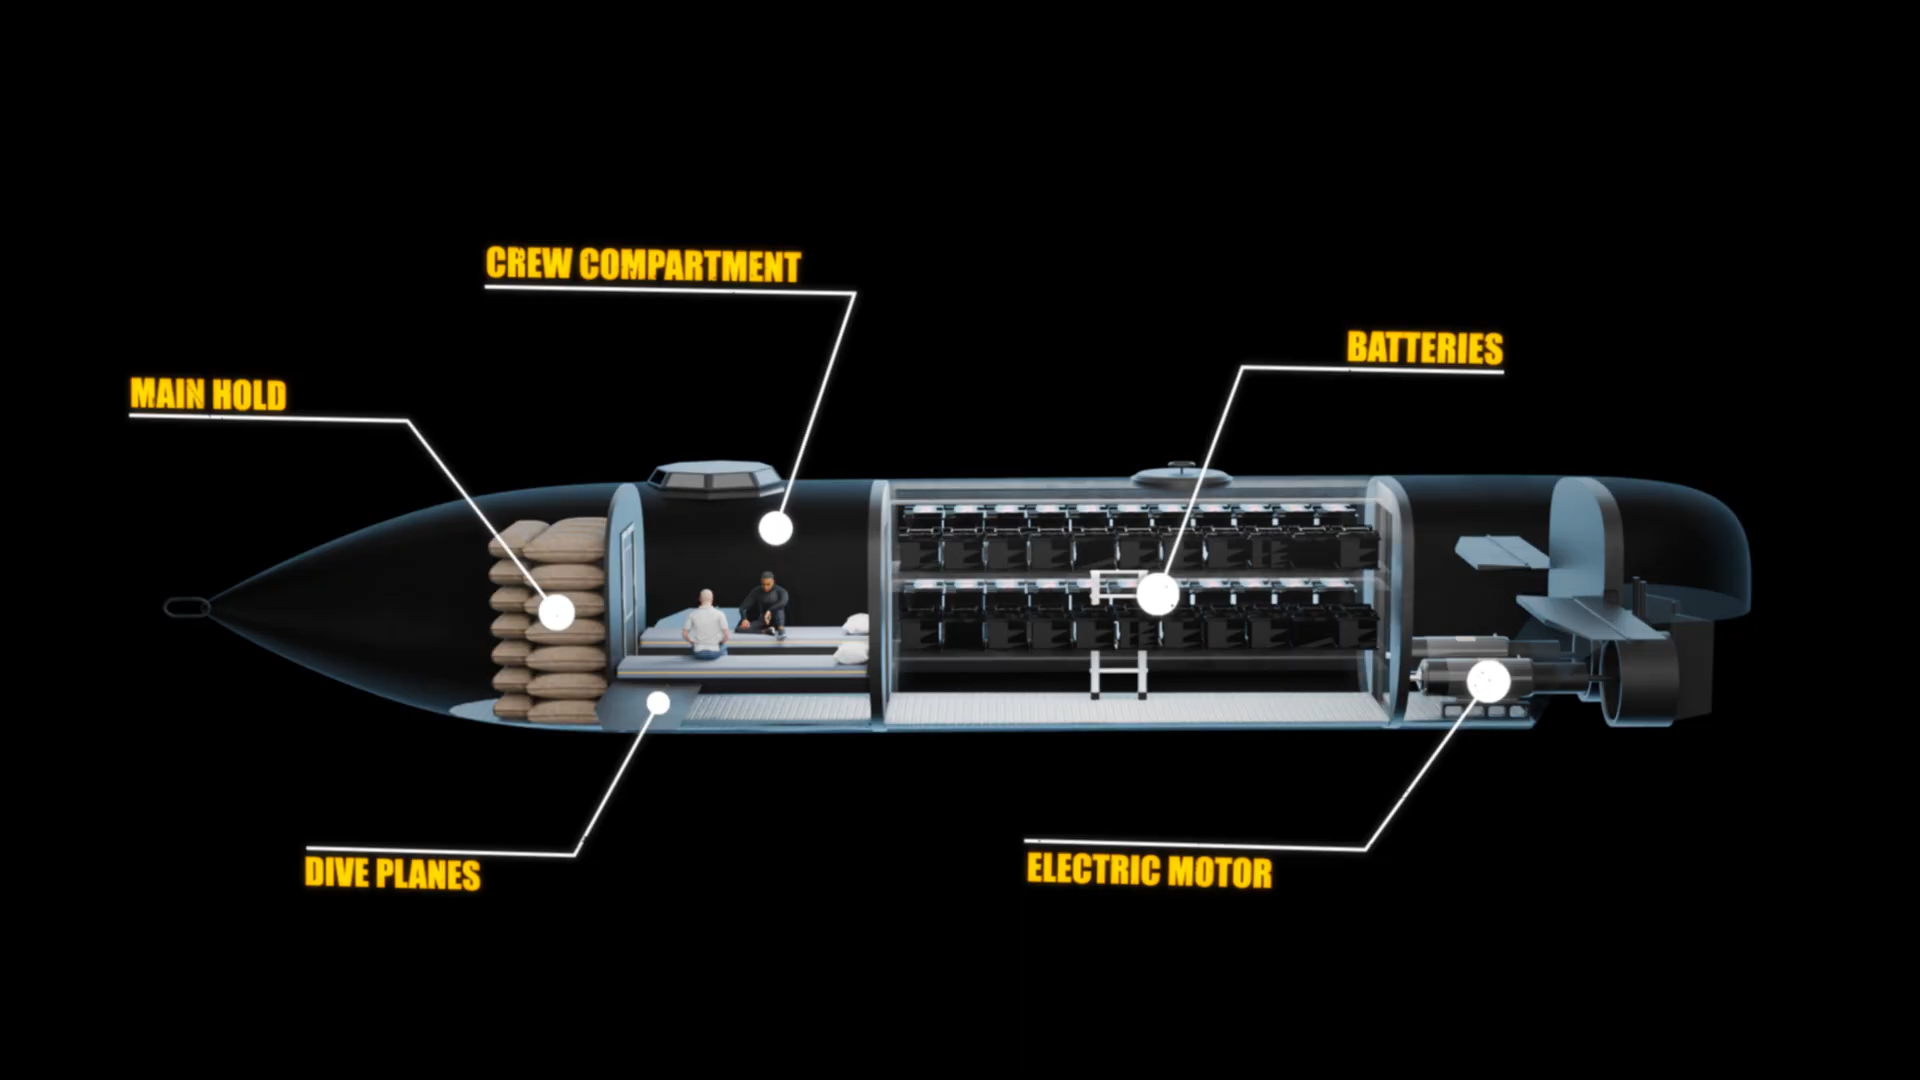 CREW COMPARTMENT
BATTERIES
MAIN HOLD
DIVE PLANES
ELECTRIC MOTOR